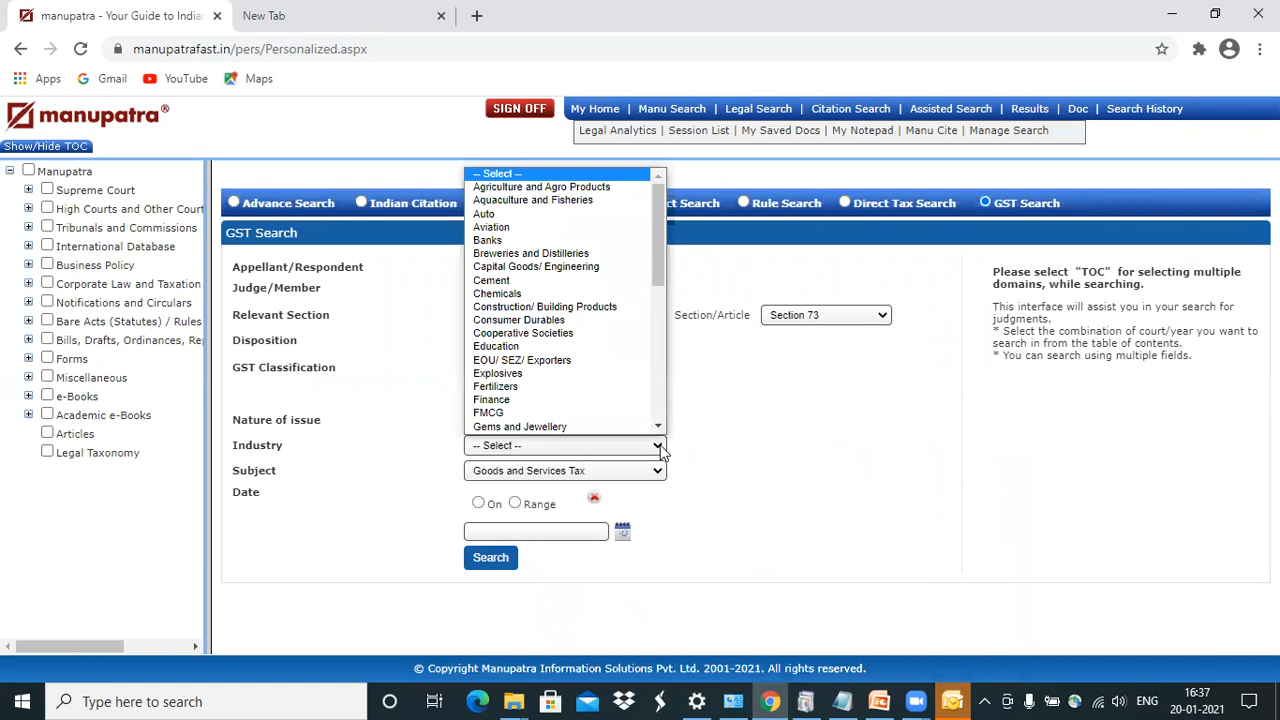 manupatra - Your Guide to Indian
New Tab
manupatrafast.in/pers/Personalized.aspx
Apps
Gmail
YouTube
Maps
manupatra®
SIGN OFF
My Home | Manu Search | Legal Search | Citation Search | Assisted Search | Results | Doc | Search History
Legal Analytics | Session List | My Saved Docs | My Notepad | Manu Cite | Manage Search
Show/Hide TOC
Manupatra
Supreme Court
High Courts and Other Court
Tribunals and Commissions
International Database
Business Policy
Corporate Law and Taxation
Notifications and Circulars
Bare Acts (Statutes) / Rules
Bills, Drafts, Ordinances, Re
Forms
Miscellaneous
e-Books
Academic e-Books
Articles
Legal Taxonomy
Advance Search
Indian Citation
ct Search
Rule Search
Direct Tax Search
GST Search
GST Search
Appellant/Respondent
Judge/Member
Relevant Section
Section/Article
Section 73
Disposition
GST Classification
Nature of issue
Industry
-- Select --
Subject
Goods and Services Tax
Date
On
Range
Search
-- Select --
Agriculture and Agro Products
Aquaculture and Fisheries
Auto
Aviation
Banks
Breweries and Distilleries
Capital Goods/ Engineering
Cement
Chemicals
Construction/ Building Products
Consumer Durables
Cooperative Societies
Education
EOU/ SEZ/ Exporters
Explosives
Fertilizers
Finance
FMCG
Gems and Jewellery
Please select "TOC" for selecting multiple
domains, while searching.
This interface will assist you in your search for
judgments.
* Select the combination of court/year you want to
search in from the table of contents.
* You can search using multiple fields.
© Copyright Manupatra Information Solutions Pvt. Ltd. 2001-2021. All rights reserved.
Type here to search
ENG
16:37
20-01-2021